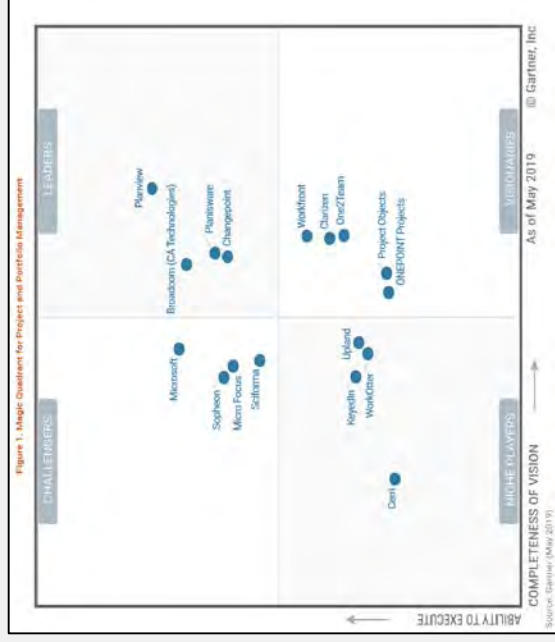 Figure 1. Magic Quadrant for Project and Portfolio Management
CHALLENGERS
LEADERS
Planview
Microsoft
Broadcom (CA Technologies)
Planisware
Changepoint
Sopheon
Micro Focus
Sciforma
Workfront
Clarizen
One2Team
Upland
KeyedIn
WorkOtter
Project Objects
ONEPOINT Projects
Cerri
NICHE PLAYERS
VISIONARIES
ABILITY TO EXECUTE
COMPLETENESS OF VISION
As of May 2019
© Gartner, Inc
Source: Gartner (May 2019)